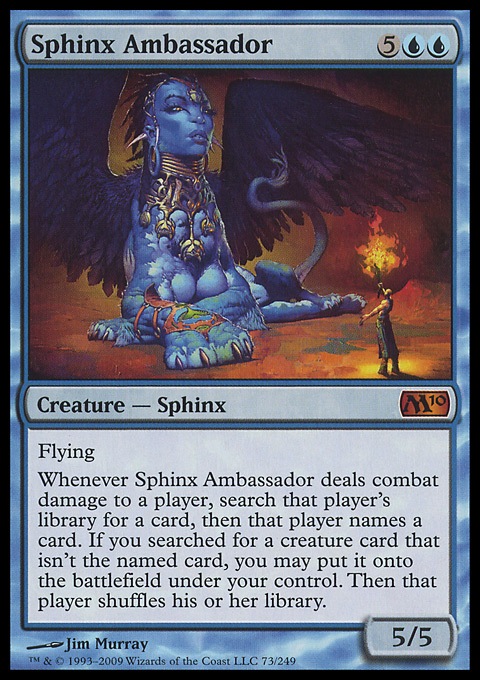 Sphinx Ambassador 5
Creature — Sphinx M10
Flying
Whenever Sphinx Ambassador deals combat
damage to a player, search that player's
library for a card, then that player names a
card. If you searched for a creature card that
isn't the named card, you may put it onto
the battlefield under your control. Then that
player shuffles his or her library.
5/5
Jim Murray
™ & © 1993–2009 Wizards of the Coast LLC 73/249